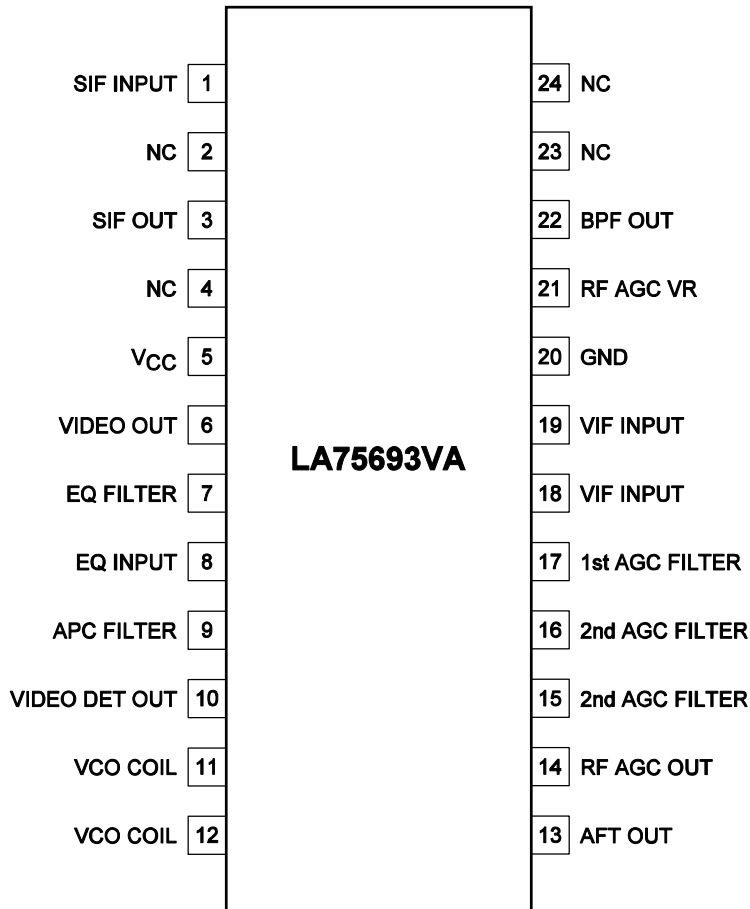 SIF INPUT 1 24 NC
NC 2 23 NC
SIF OUT 3 22 BPF OUT
NC 4 21 RF AGC VR
VCC 5 20 GND
VIDEO OUT 6 19 VIF INPUT
LA75693VA
EQ FILTER 7 18 VIF INPUT
EQ INPUT 8 17 1st AGC FILTER
APC FILTER 9 16 2nd AGC FILTER
VIDEO DET OUT 10 15 2nd AGC FILTER
VCO COIL 11 14 RF AGC OUT
VCO COIL 12 13 AFT OUT